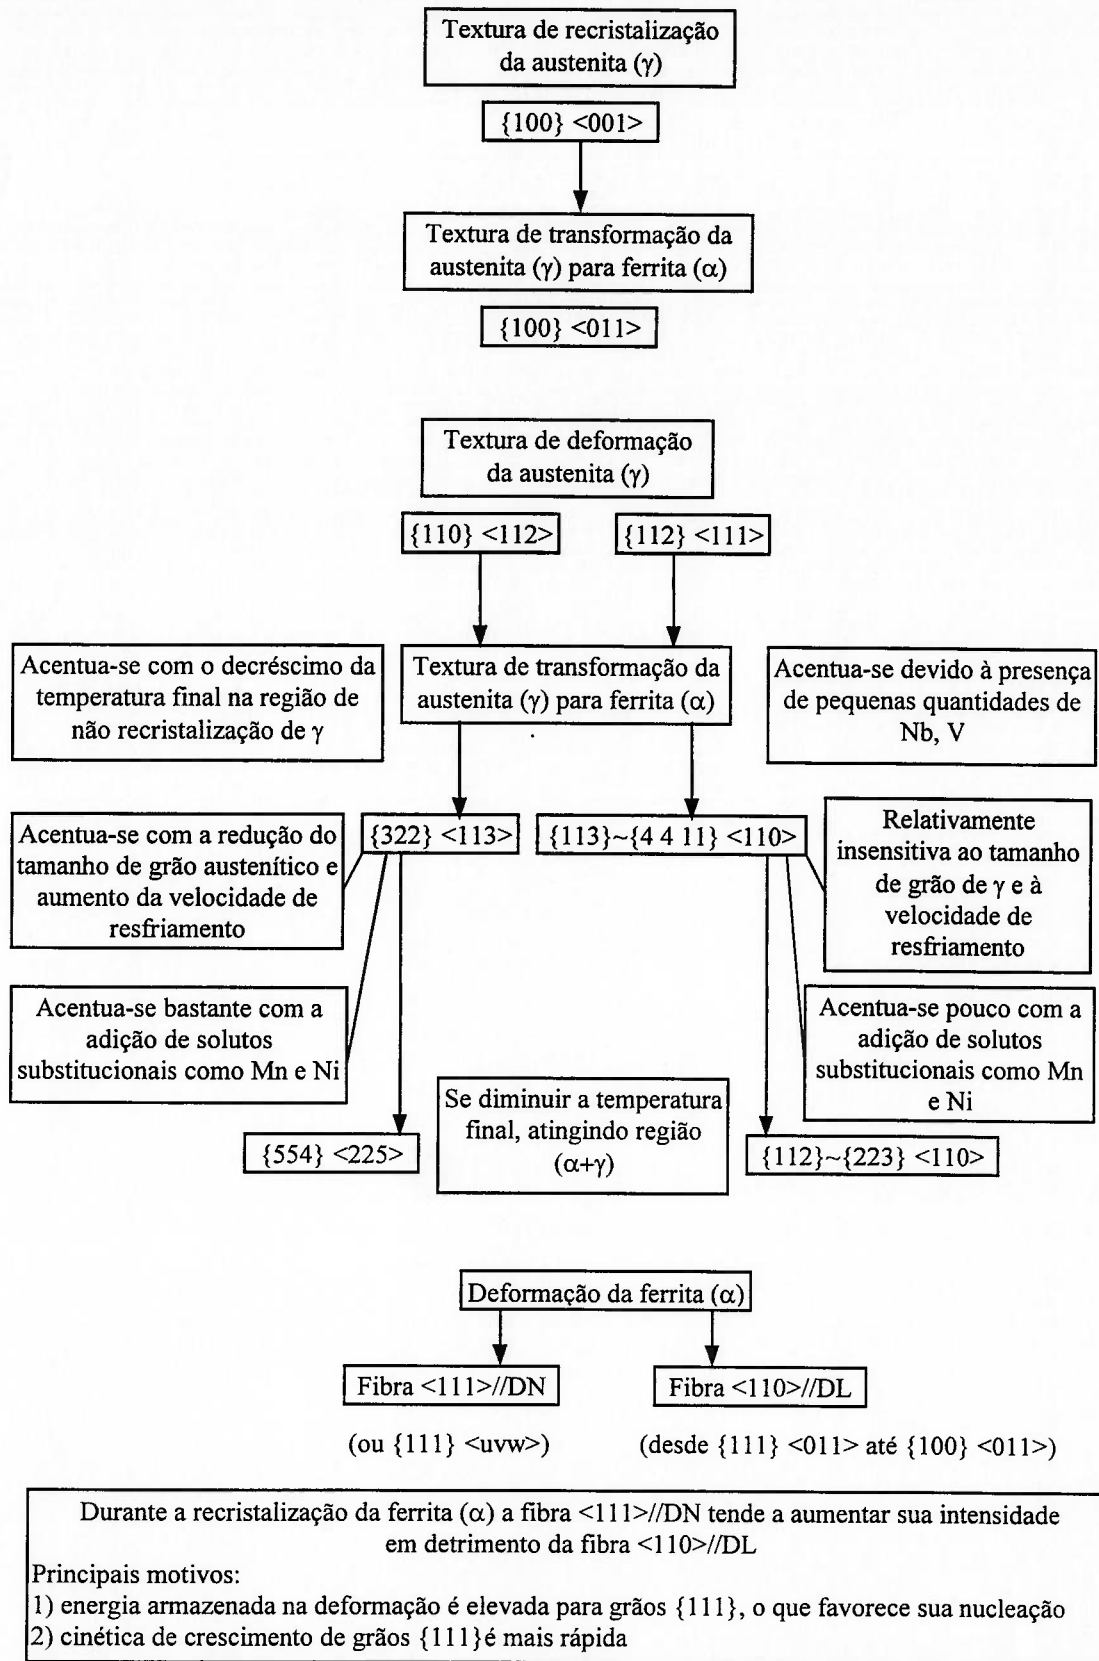 Textura de recristalização
da austenita (γ)
{100} <001>
Textura de transformação da
austenita (γ) para ferrita (α)
{100} <011>
Textura de deformação
da austenita (γ)
{110} <112>
{112} <111>
Acentua-se com o decréscimo da
temperatura final na região de
não recristalização de γ
Textura de transformação da
austenita (γ) para ferrita (α)
Acentua-se devido à presença
de pequenas quantidades de
Nb, V
Acentua-se com a redução do
tamanho de grão austenítico e
aumento da velocidade de
resfriamento
{322} <113>
{113}~{4 4 11} <110>
Relativamente
insensitiva ao tamanho
de grão de γ e à
velocidade de
resfriamento
Acentua-se bastante com a
adição de solutos
substitucionais como Mn e Ni
Acentua-se pouco com a
adição de solutos
substitucionais como Mn
e Ni
{554} <225>
Se diminuir a temperatura
final, atingindo região
(α+γ)
{112}~{223} <110>
Deformação da ferrita (α)
Fibra <111>//DN
Fibra <110>//DL
(ou {111} <uvw>)
(desde {111} <011> até {100} <011>)
Durante a recristalização da ferrita (α) a fibra <111>//DN tende a aumentar sua intensidade
em detrimento da fibra <110>//DL
Principais motivos:
1) energia armazenada na deformação é elevada para grãos {111}, o que favorece sua nucleação
2) cinética de crescimento de grãos {111}é mais rápida